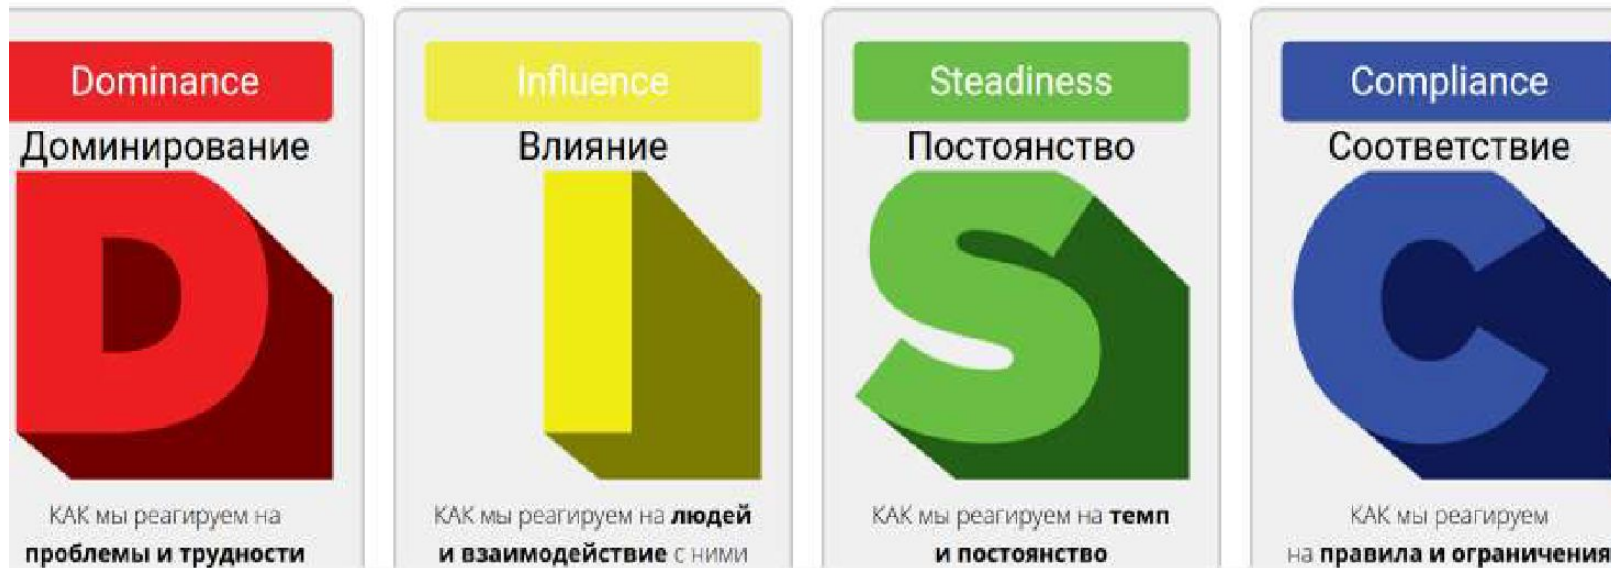 Dominance
Доминирование
D
КАК мы реагируем на
проблемы и трудности
Influence
Влияние
I
КАК мы реагируем на людей
и взаимодействие с ними
Steadiness
Постоянство
S
КАК мы реагируем на темп
и постоянство
Compliance
Соответствие
C
КАК мы реагируем
на правила и ограничения